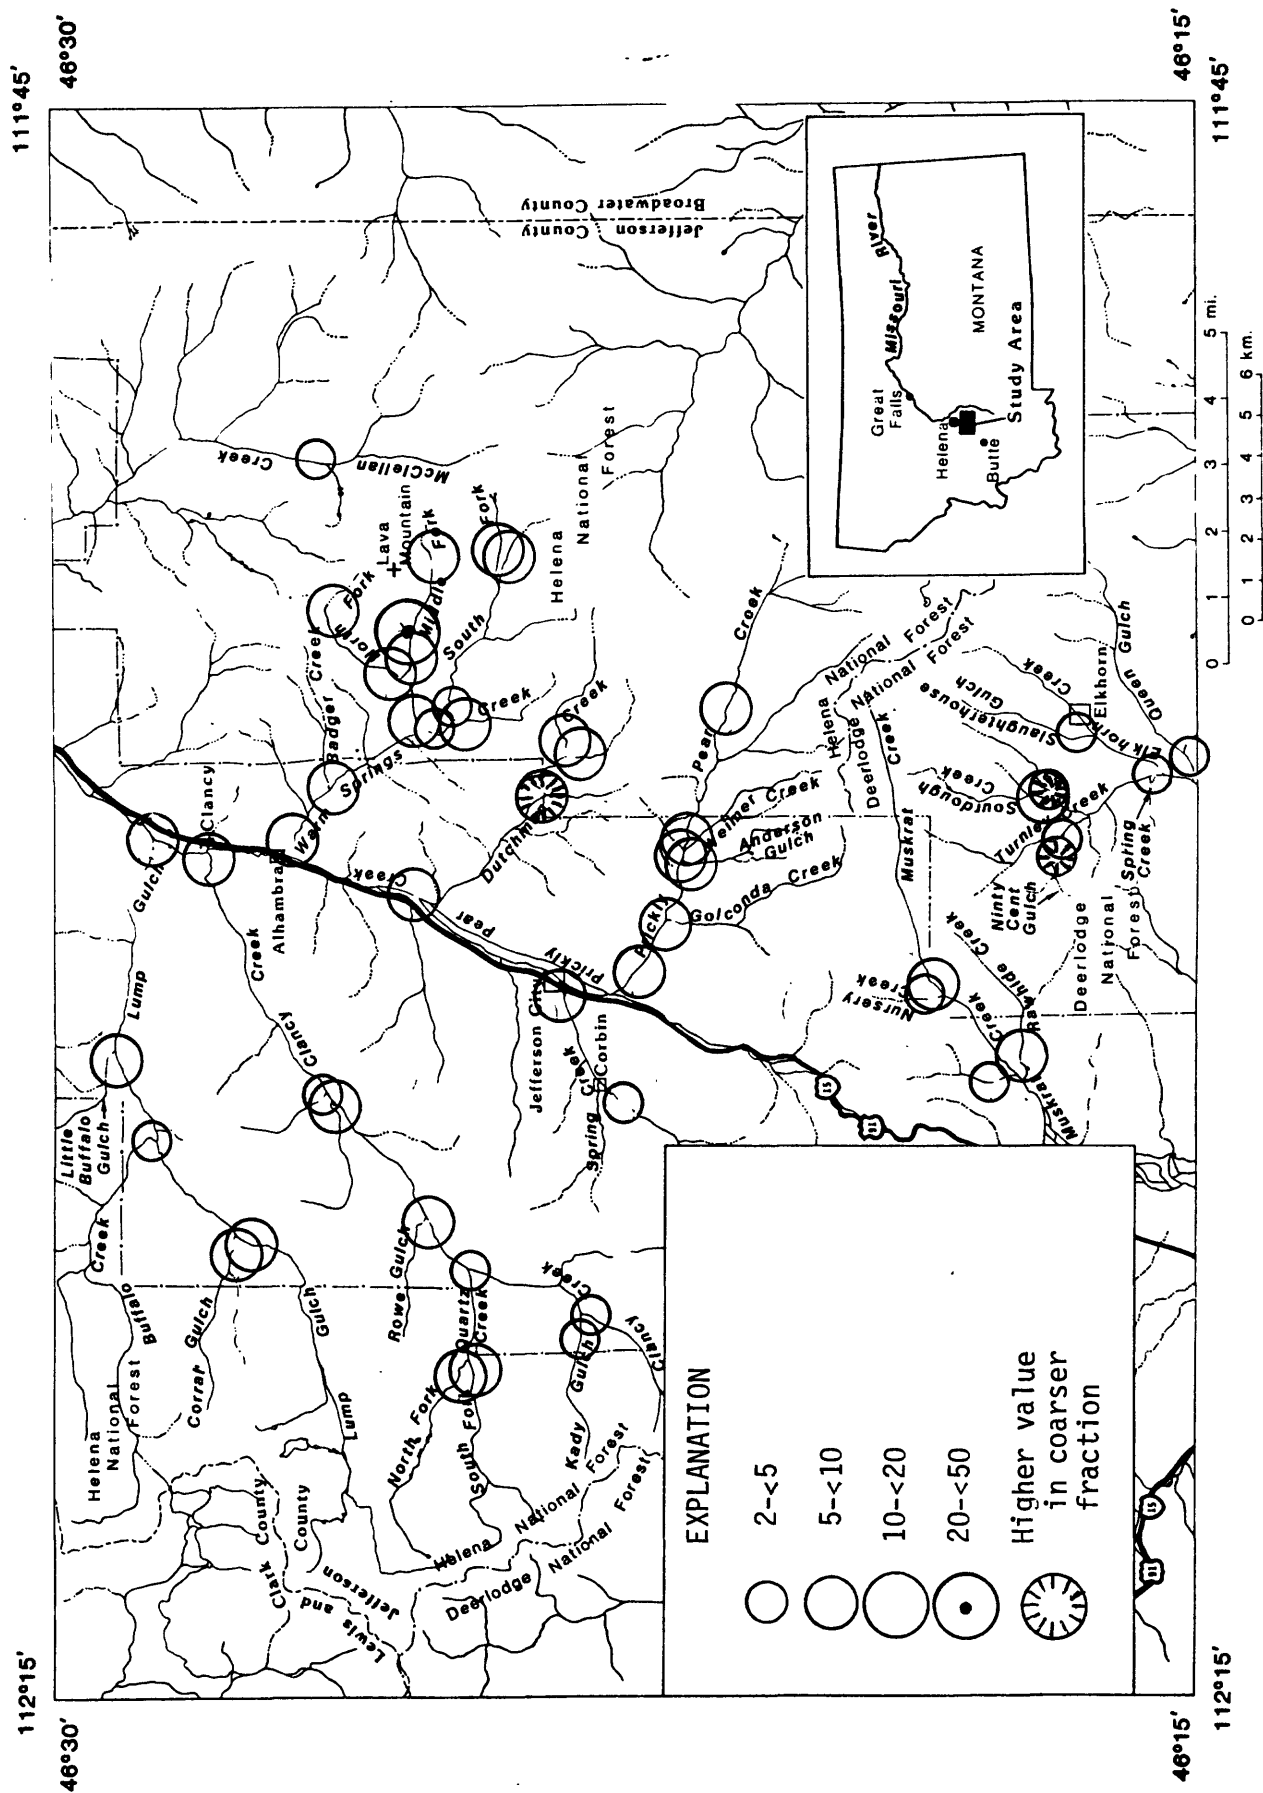 112°15'
111°45'
46°30'
46°30'
Helena
National
Forest
Little
Buffalo
Gulch
Creek
Buffalo
Lump
Gulch
Corral
Gulch
Gulch
Lump
Clancy
Creek
Clancy
Alhambra
Warm
Springs
Badger
Creek
North
Fork
Lava
Mountain
Middle
Fork
South
Fork
Creek
McClellan
Creek
Clark
County
County
Lewis and
Jefferson
Rowe Gulch
North Fork
South Fork
Quartz
Creek
Kady
Gulch
Creek
Clancy
Helena
National
Forest
Deerlodge
National
Forest
Jefferson City
Corbin
Spring
Creek
Prickly
Pear
Creek
Dutchman
Creek
Helena
National
Forest
Jefferson County
Broadwater County
Prickly
Pear
Creek
Weimer Creek
Anderson
Gulch
Golconda Creek
Helena
National
Forest
Deerlodge
National
Forest
Muskrat
Creek
Nursery
Creek
Rawhide
Creek
Muskrat
Creek
Ninty
Cent
Gulch
Deerlodge
National
Forest
Turnley
Creek
Sourdough
Creek
Slaughterhouse
Gulch
Elkhorn
Creek
Elkhorn
Queen
Gulch
Spring
Creek
15
91
15
91
EXPLANATION
2-<5
5-<10
10-<20
20-<50
Higher value
in coarser
fraction
Missouri
River
Great
Falls
Helena
Butte
MONTANA
Study Area
0 1 2 3 4 5 mi.
0 1 2 3 4 5 6 km.
46°15'
46°15'
112°15'
111°45'